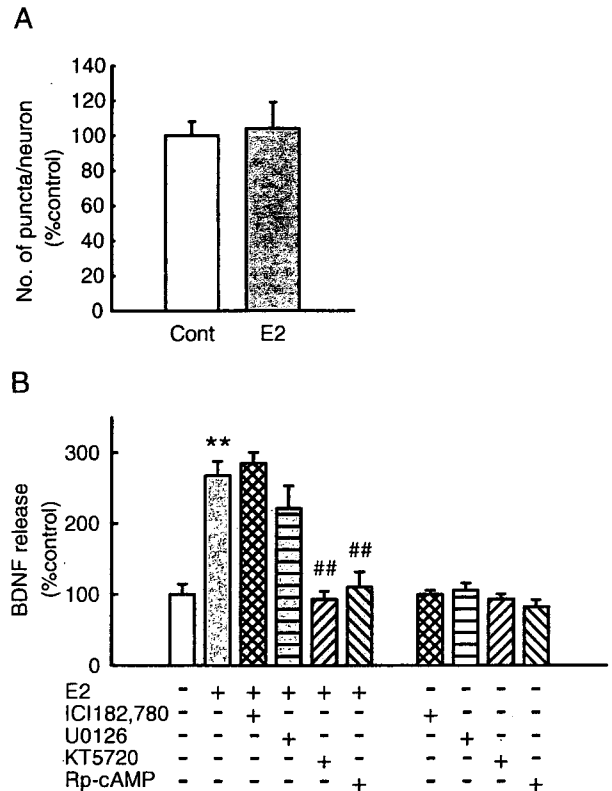 A
No. of puncta/neuron
(%control)
140
120
100
80
60
40
20
0
Cont E2
B
BDNF release
(%control)
300
200
100
0
**
##
##
E2 - + + + + + - - - -
ICI182,780 - - + - - - + - - -
U0126 - - - + - - - + - -
KT5720 - - - - + - - - + -
Rp-cAMP - - - - - + - - - +